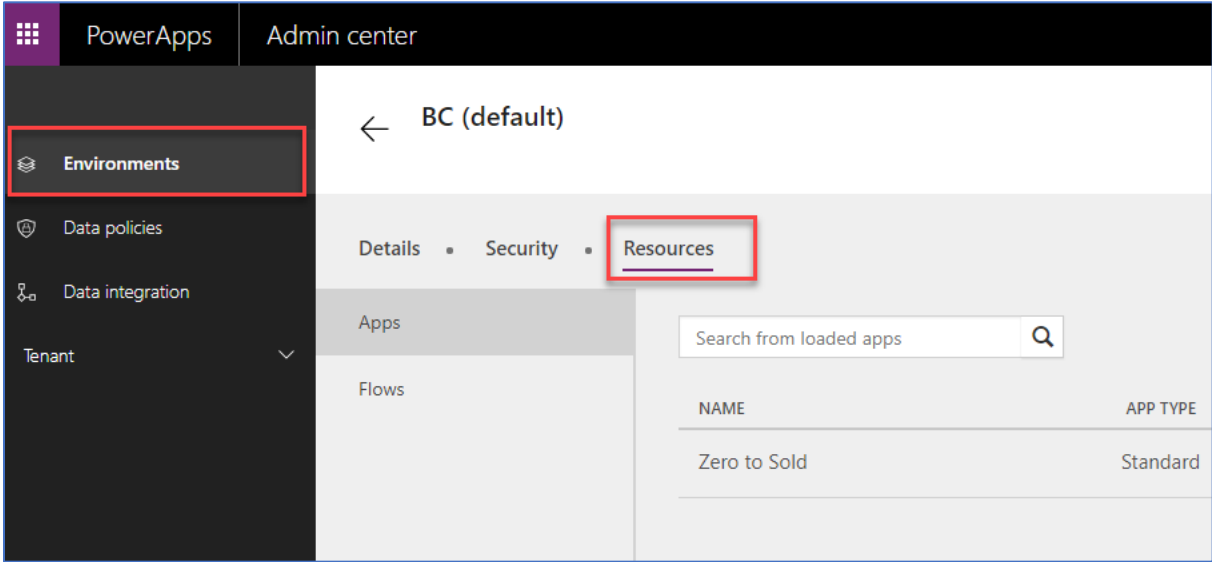 PowerApps Admin center
BC (default)
Environments
Data policies
Data integration
Tenant
Details Security Resources
Apps
Flows
Search from loaded apps
NAME APP TYPE
Zero to Sold Standard